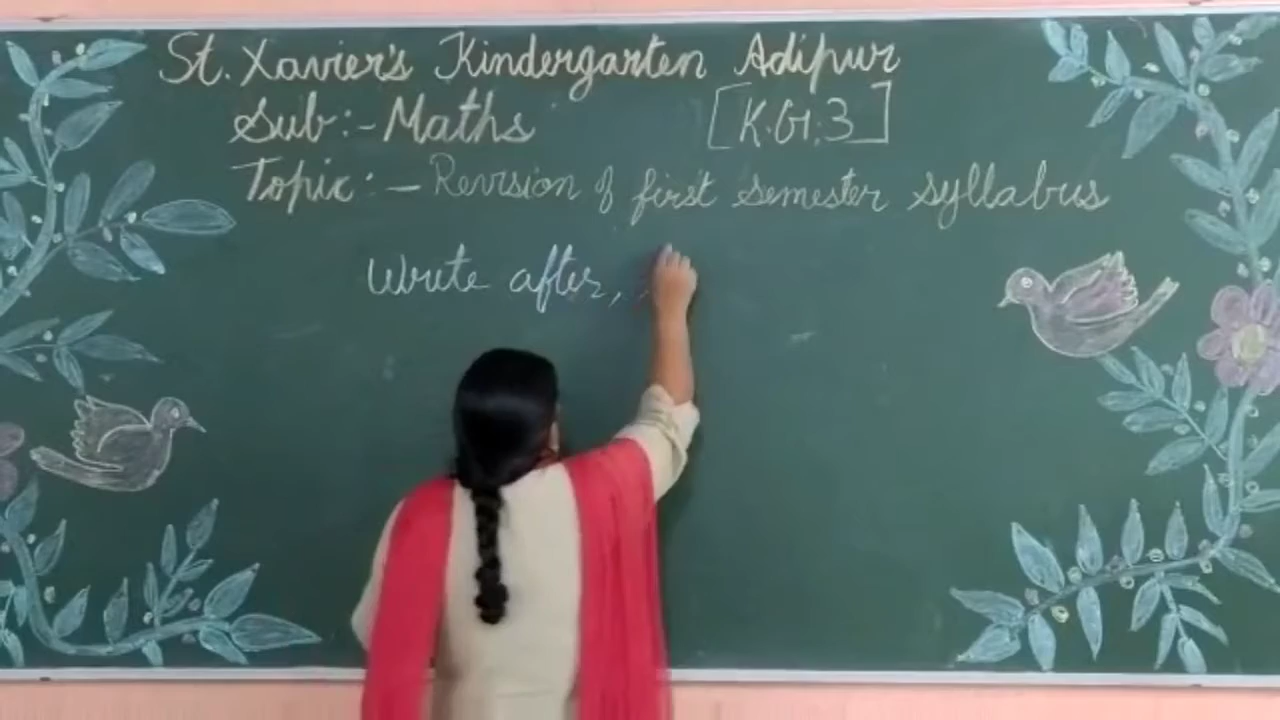 St. Xavier's Kindergarten Adipur
Sub:- Maths [K.G.3]
Topic:- Revision of first semester syllabus
Write after,